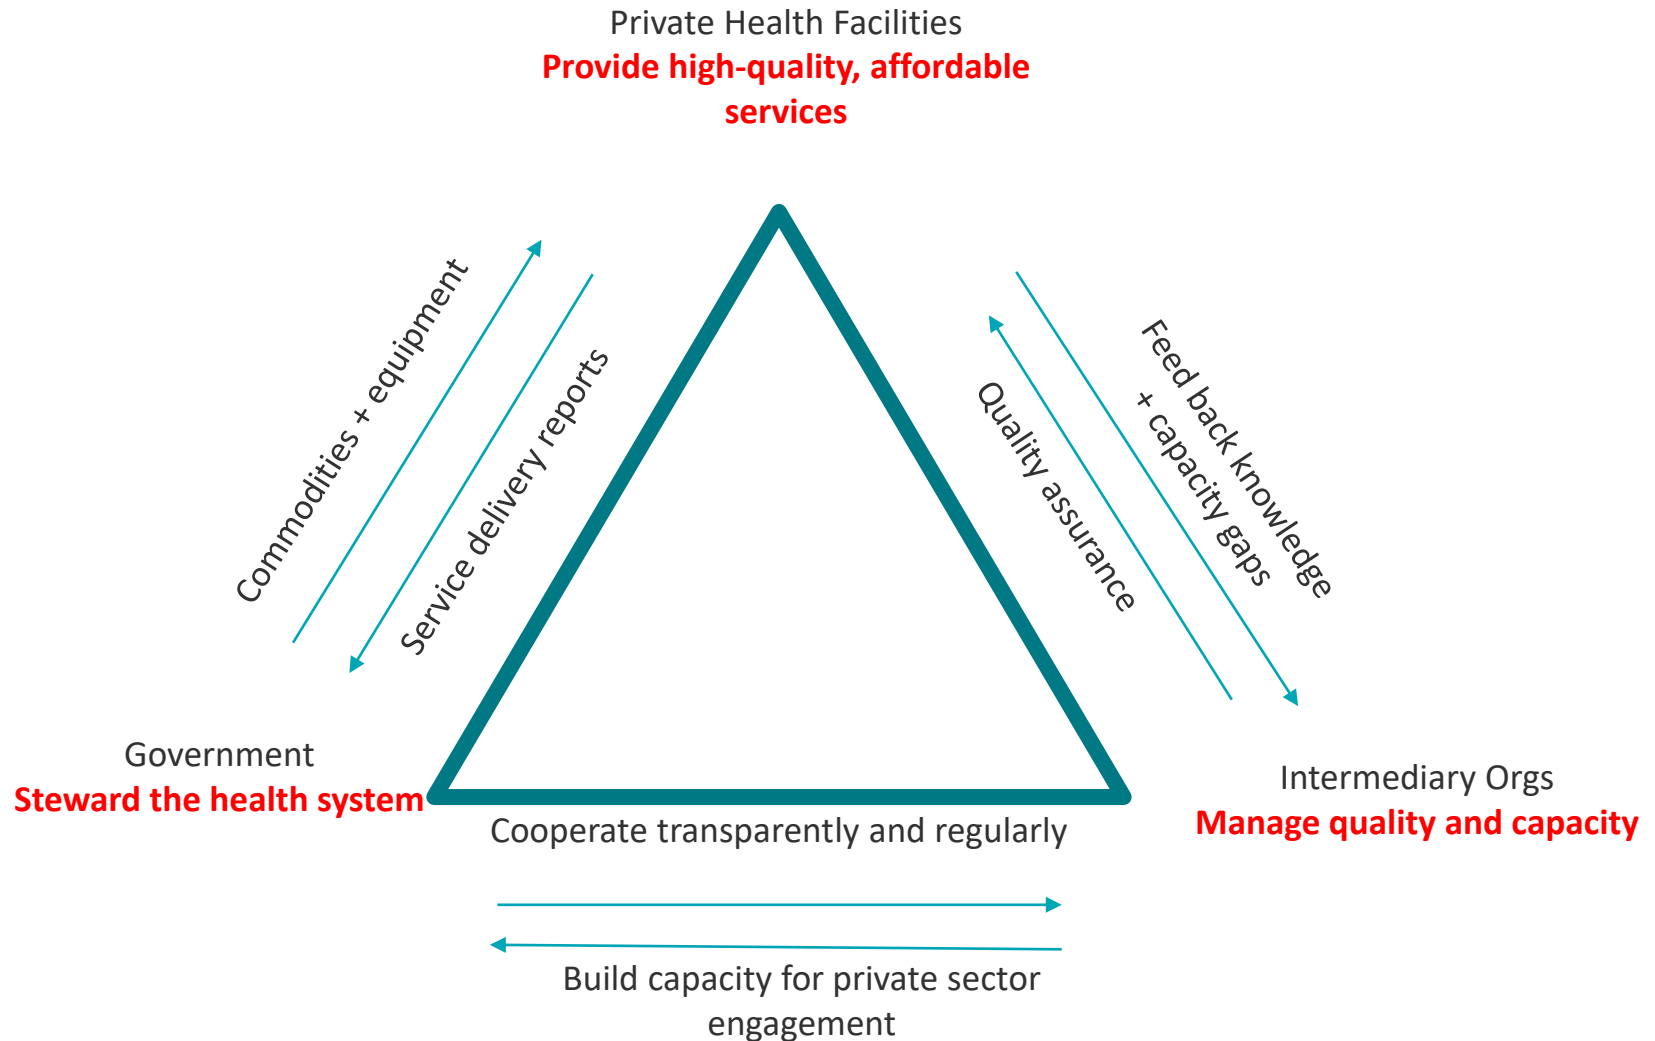 Private Health Facilities
Provide high-quality, affordable
services
Commodities + equipment
Service delivery reports
Quality assurance
Feed back knowledge
+ capacity gaps
Government
Steward the health system
Intermediary Orgs
Manage quality and capacity
Cooperate transparently and regularly
Build capacity for private sector
engagement